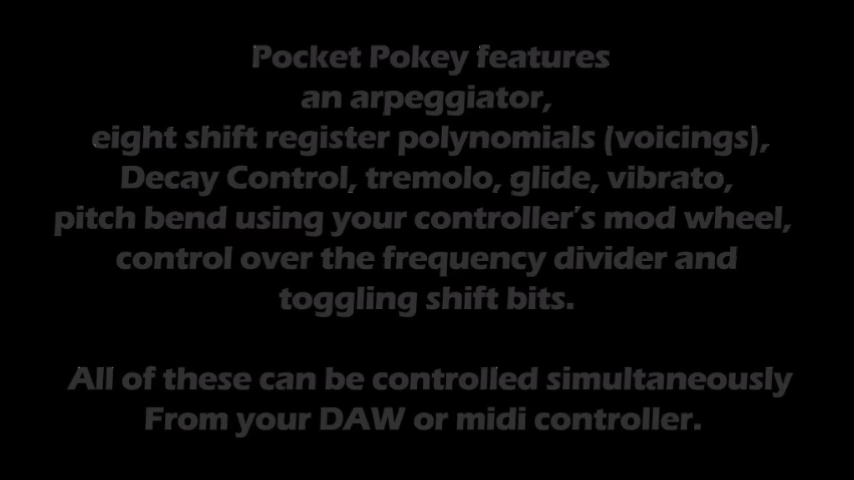 Pocket Pokey features
an arpeggiator,
eight shift register polynomials (voicings),
Decay Control, tremolo, glide, vibrato,
pitch bend using your controller's mod wheel,
control over the frequency divider and
toggling shift bits.
All of these can be controlled simultaneously
From your DAW or midi controller.